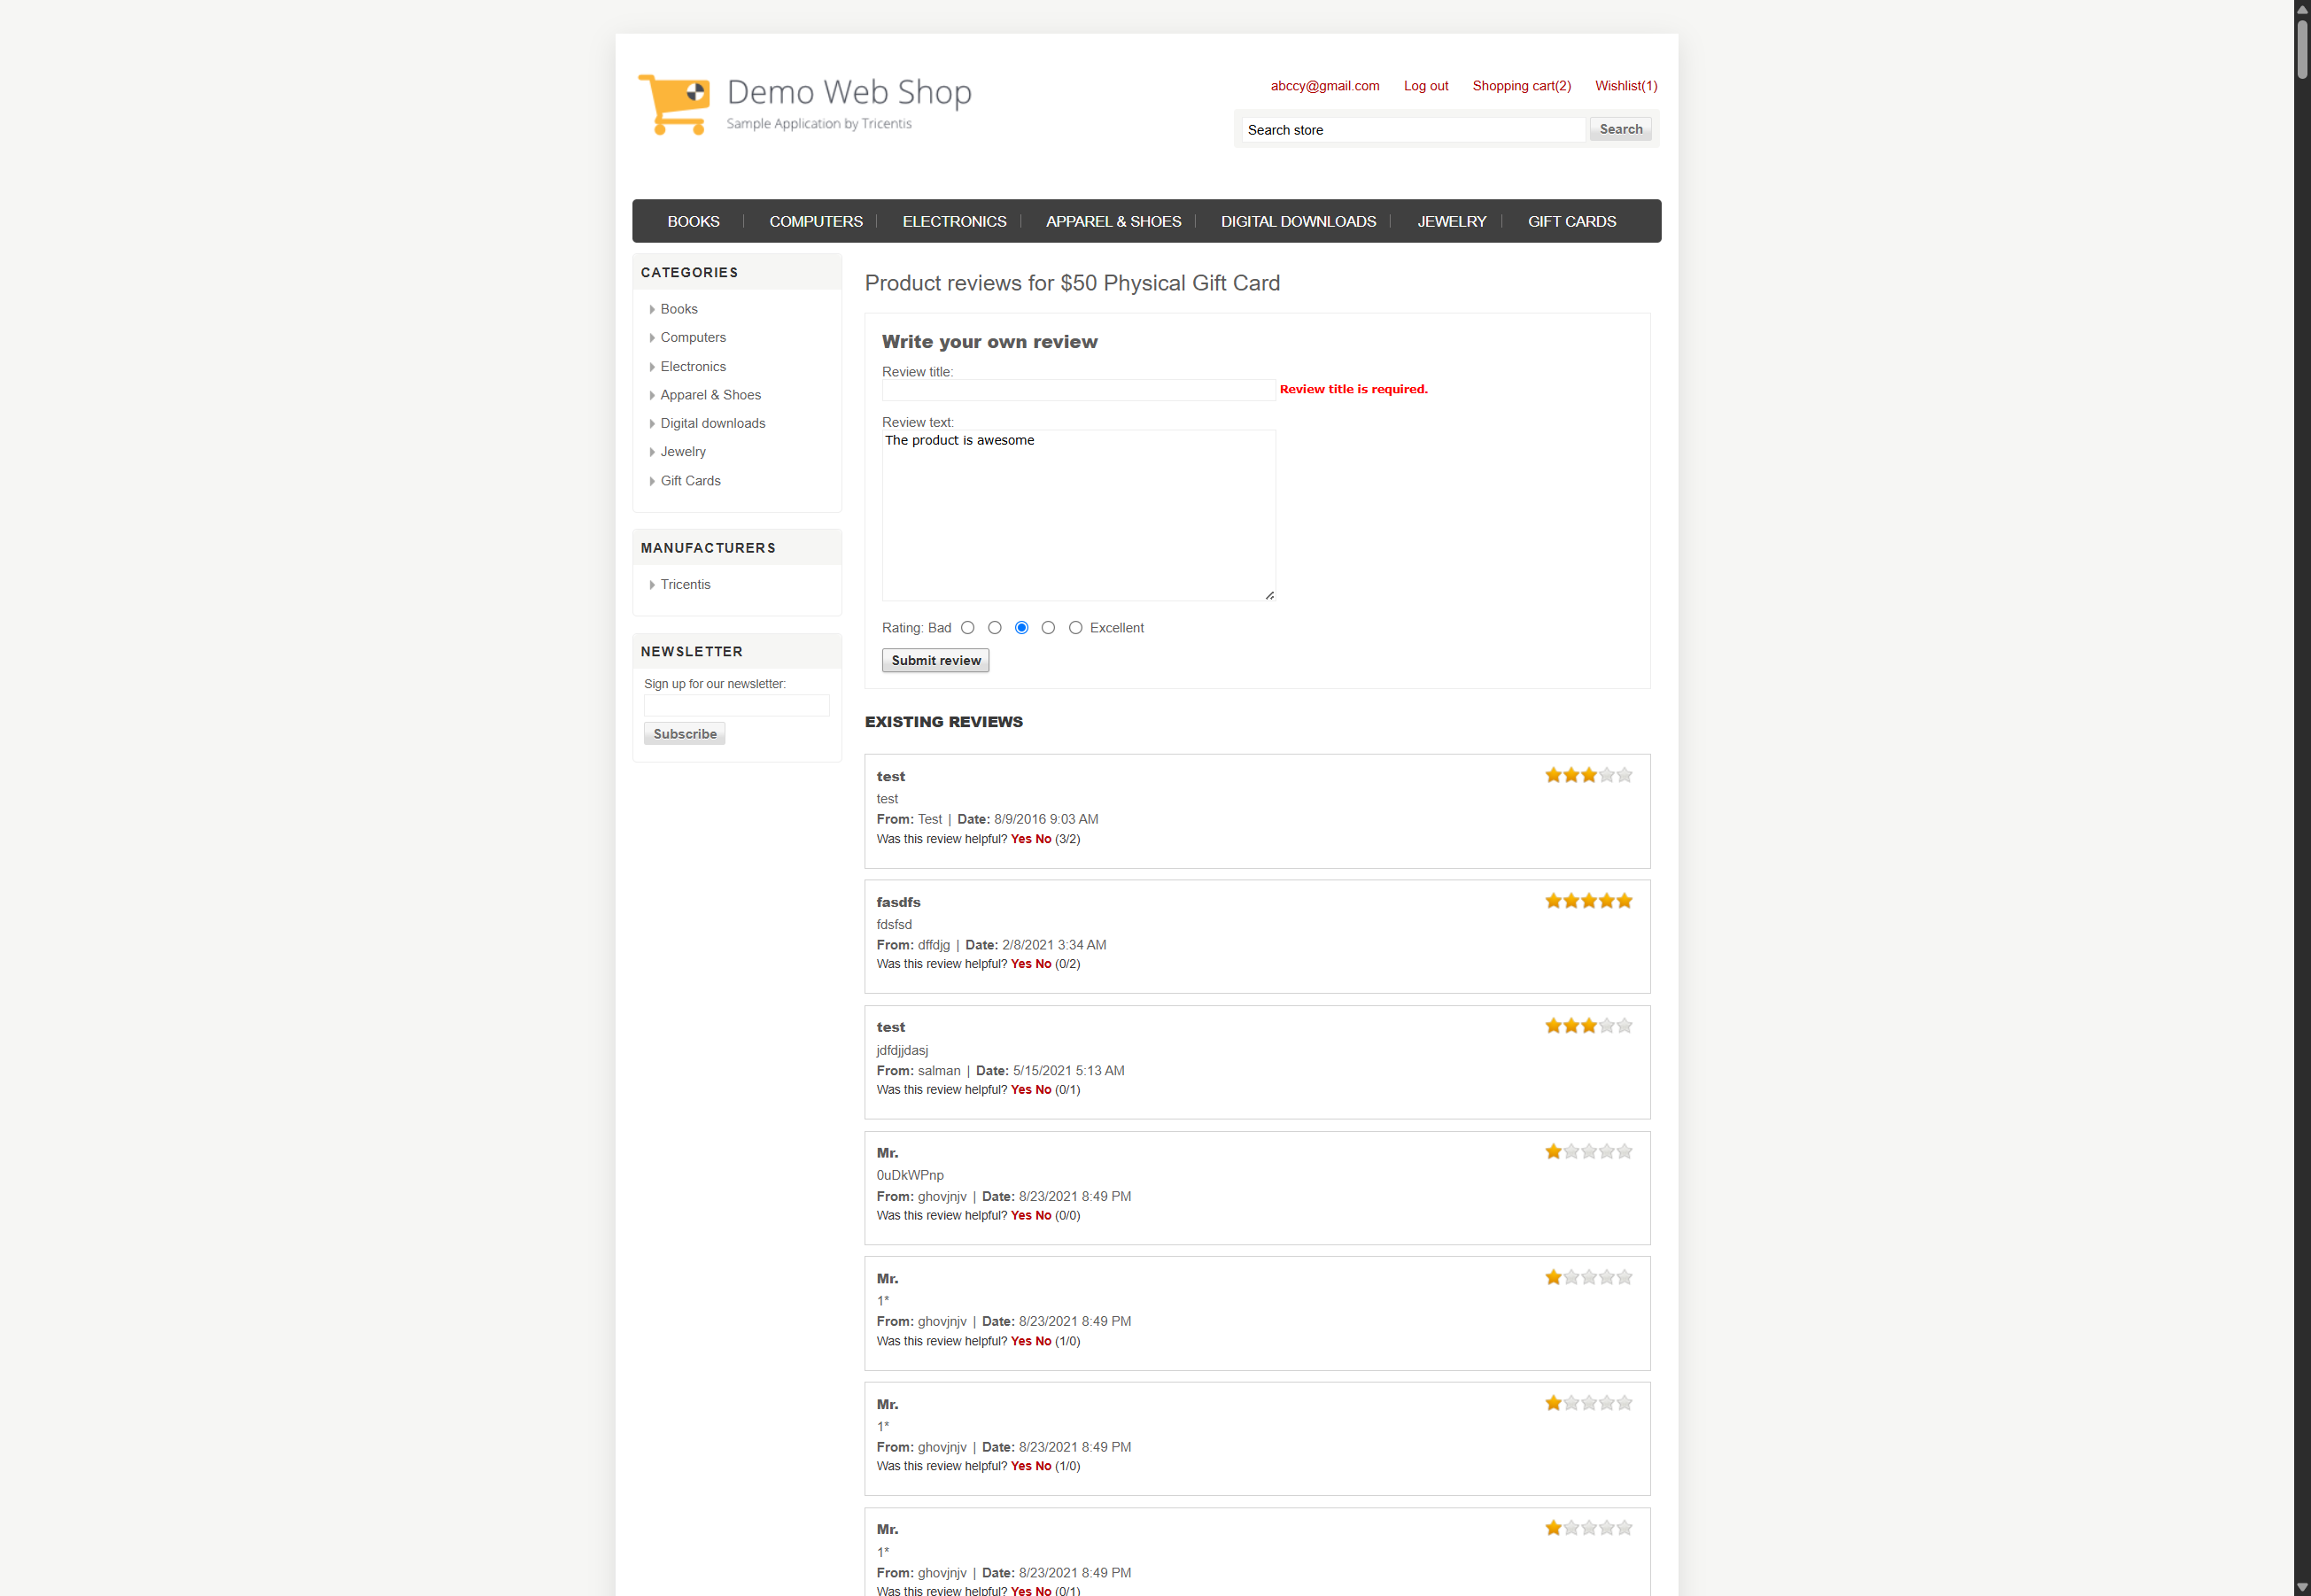 Demo Web Shop
Sample Application by Tricentis
abccy@gmail.com Log out Shopping cart(2) Wishlist(1)
Search store Search
BOOKS COMPUTERS ELECTRONICS APPAREL & SHOES DIGITAL DOWNLOADS JEWELRY GIFT CARDS
CATEGORIES
Books
Computers
Electronics
Apparel & Shoes
Digital downloads
Jewelry
Gift Cards
MANUFACTURERS
Tricentis
NEWSLETTER
Sign up for our newsletter:
Subscribe
Product reviews for $50 Physical Gift Card
Write your own review
Review title:
Review title is required.
Review text:
The product is awesome
Rating: Bad Excellent
Submit review
EXISTING REVIEWS
test
test
From: Test | Date: 8/9/2016 9:03 AM
Was this review helpful? Yes No (3/2)
fasdfs
fdsfsd
From: dffdjg | Date: 2/8/2021 3:34 AM
Was this review helpful? Yes No (0/2)
test
jdfdjjdasj
From: salman | Date: 5/15/2021 5:13 AM
Was this review helpful? Yes No (0/1)
Mr.
0uDkWPnp
From: ghovjnjv | Date: 8/23/2021 8:49 PM
Was this review helpful? Yes No (0/0)
Mr.
1*
From: ghovjnjv | Date: 8/23/2021 8:49 PM
Was this review helpful? Yes No (1/0)
Mr.
1*
From: ghovjnjv | Date: 8/23/2021 8:49 PM
Was this review helpful? Yes No (1/0)
Mr.
1*
From: ghovjnjv | Date: 8/23/2021 8:49 PM
Was this review helpful? Yes No (0/1)